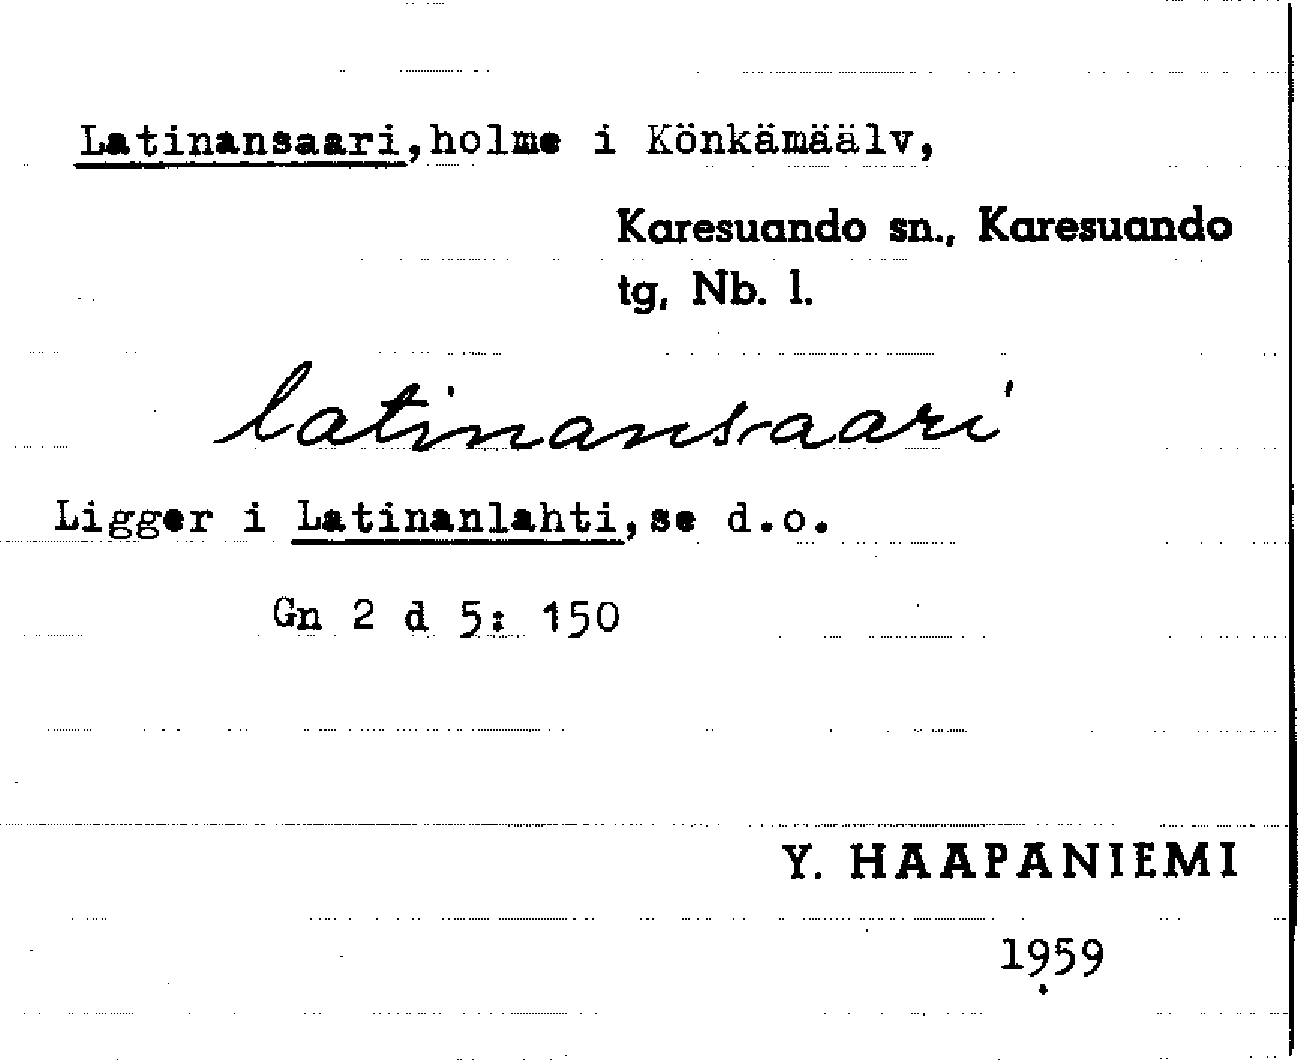 Latinansaari,holme i Könkämäälv,
Karesuando sn., Karesuando
tg, Nb. l.
latinansaari
Ligger i Latinanlahti,se d.o.
Gn 2 d 5: 150
Y. HAAPANIEMI
1959